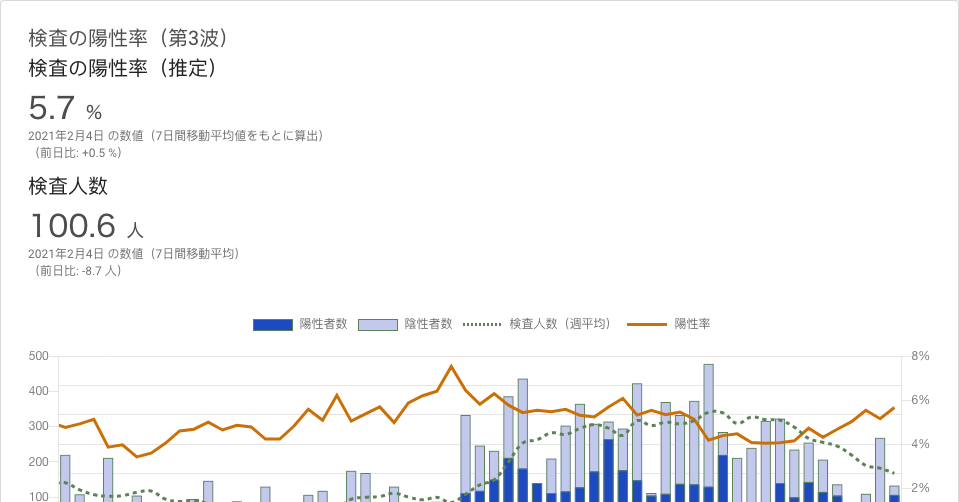 検査の陽性率（第3波）
検査の陽性率（推定）
5.7 %
2021年2月4日 の数値（7日間移動平均値をもとに算出）
（前日比: +0.5 %）
検査人数
100.6 人
2021年2月4日 の数値（7日間移動平均）
（前日比: -8.7 人）
陽性者数 陰性者数 検査人数（週平均） 陽性率
500 8%
400
6%
300
4%
200
100 2%